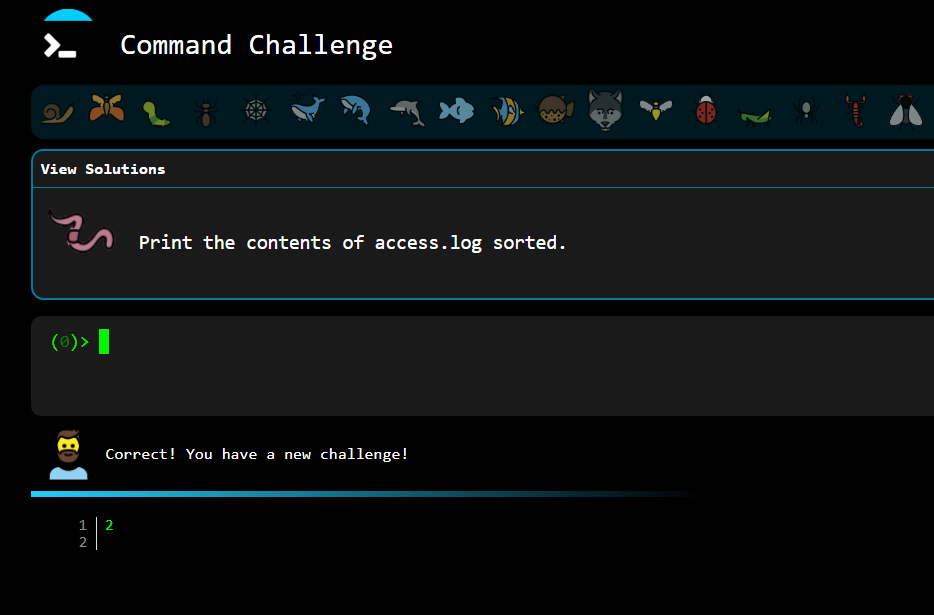 Command Challenge
View Solutions
Print the contents of access.log sorted.
(0)>
Correct! You have a new challenge!
1 2
2